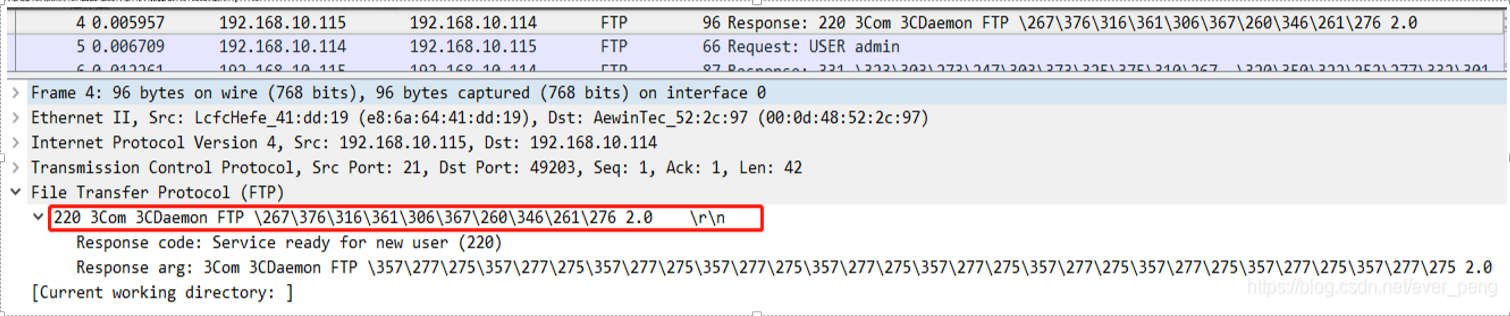 4 0.005957 192.168.10.115 192.168.10.114 FTP 96 Response: 220 3Com 3CDaemon FTP \267\376\316\361\306\367\260\346\261\276 2.0
5 0.006709 192.168.10.114 192.168.10.115 FTP 66 Request: USER admin
6 0.012261 192.168.10.115 192.168.10.114 FTP 87 Response: 331
Frame 4: 96 bytes on wire (768 bits), 96 bytes captured (768 bits) on interface 0
Ethernet II, Src: LcfcHefe_41:dd:19 (e8:6a:64:41:dd:19), Dst: AewinTec_52:2c:97 (00:0d:48:52:2c:97)
Internet Protocol Version 4, Src: 192.168.10.115, Dst: 192.168.10.114
Transmission Control Protocol, Src Port: 21, Dst Port: 49203, Seq: 1, Ack: 1, Len: 42
File Transfer Protocol (FTP)
220 3Com 3CDaemon FTP \267\376\316\361\306\367\260\346\261\276 2.0 \r\n
Response code: Service ready for new user (220)
Response arg: 3Com 3CDaemon FTP \357\277\275\357\277\275\357\277\275\357\277\275\357\277\275\357\277\275\357\277\275\357\277\275\357\277\275\357\277\275 2.0
[Current working directory: ]
https://blog.csdn.net/ever_peng